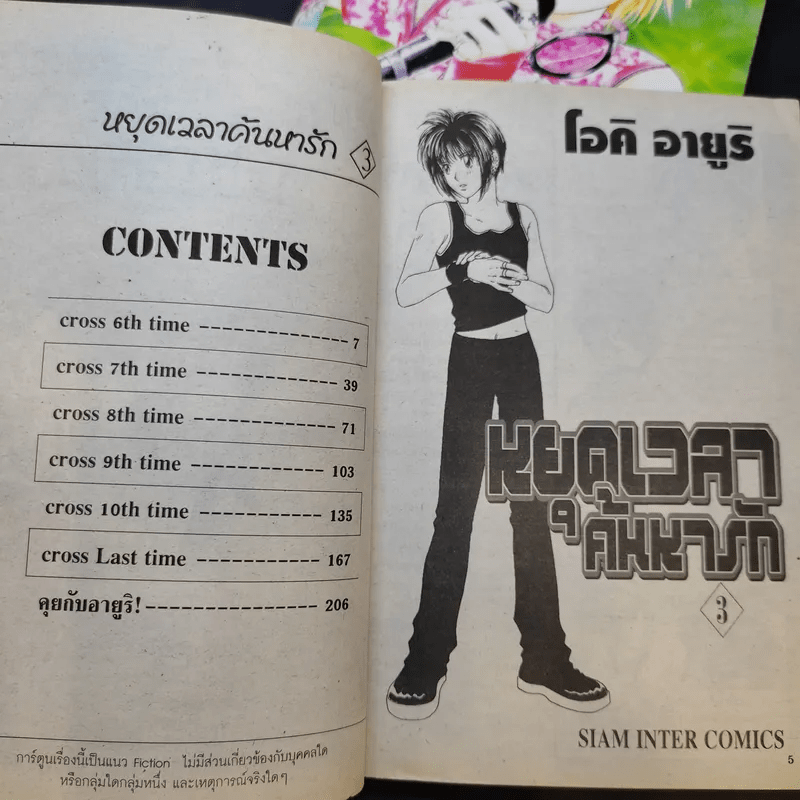 หยุดเวลาค้นหารัก 3
CONTENTS
cross 6th time ---------------- 7
cross 7th time ---------------- 39
cross 8th time ---------------- 71
cross 9th time ---------------- 103
cross 10th time --------------- 135
cross Last time --------------- 167
คุยกับอายูริ!------------------ 206
การ์ตูนเรื่องนี้เป็นแนว Fiction ไม่มีส่วนเกี่ยวข้องกับบุคคลใด
หรือกลุ่มใดกลุ่มหนึ่ง และเหตุการณ์จริงใดๆ
โอคิ อายูริ
หยุดเวลา
ค้นหารัก
3
SIAM INTER COMICS
5